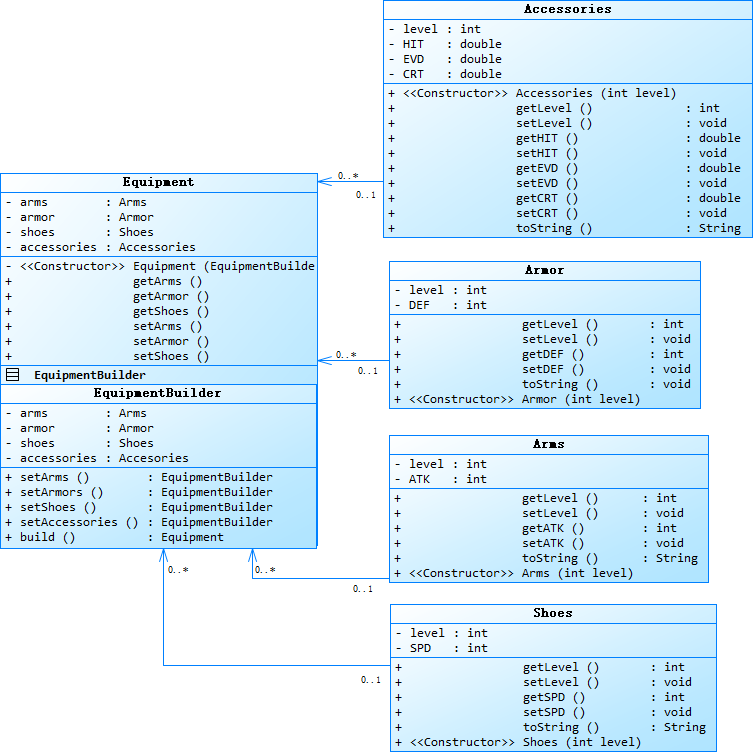 Accessories
- level : int
- HIT : double
- EVD : double
- CRT : double
+ <<Constructor>> Accessories (int level)
+ getLevel () : int
+ setLevel () : void
+ getHIT () : double
+ setHIT () : void
+ getEVD () : double
+ setEVD () : void
+ getCRT () : double
+ setCRT () : void
+ toString () : String
0..*
0..1
Equipment
- arms : Arms
- armor : Armor
- shoes : Shoes
- accessories : Accessories
- <<Constructor>> Equipment (EquipmentBuilde
+ getArms ()
+ getArmor ()
+ getShoes ()
+ setArms ()
+ setArmor ()
+ setShoes ()
EquipmentBuilder
EquipmentBuilder
- arms : Arms
- armor : Armor
- shoes : Shoes
- accessories : Accesories
+ setArms () : EquipmentBuilder
+ setArmors () : EquipmentBuilder
+ setShoes () : EquipmentBuilder
+ setAccessories () : EquipmentBuilder
+ build () : Equipment
0..*
0..1
Armor
- level : int
- DEF : int
+ getLevel () : int
+ setLevel () : void
+ getDEF () : int
+ setDEF () : void
+ toString () : void
+ <<Constructor>> Armor (int level)
Arms
- level : int
- ATK : int
+ getLevel () : int
+ setLevel () : void
+ getATK () : int
+ setATK () : void
+ toString () : String
+ <<Constructor>> Arms (int level)
0..*
0..*
0..1
Shoes
- level : int
- SPD : int
+ getLevel () : int
+ setLevel () : void
+ getSPD () : int
+ setSPD () : void
+ toString () : String
+ <<Constructor>> Shoes (int level)
0..1